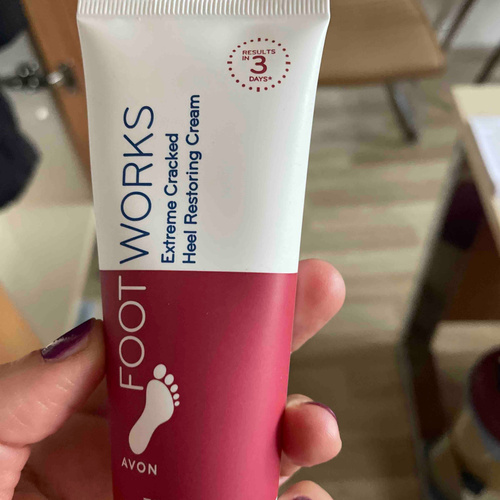 RESULTS
IN 3
DAYS*
FOOT WORKS
Extreme Cracked
Heel Restoring Cream
AVON